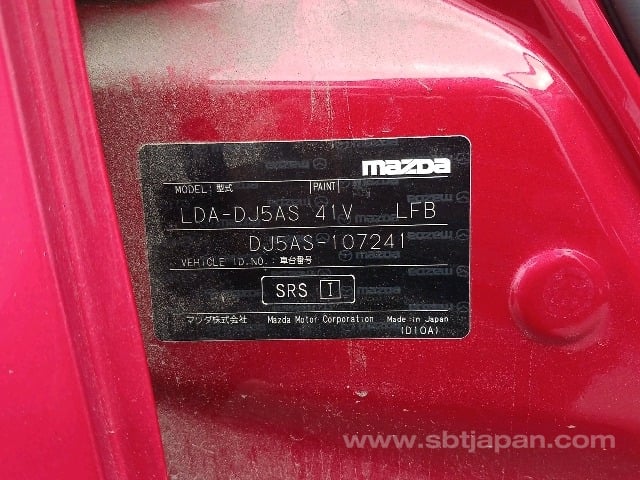 mazda
MODEL: 型式 PAINT
LDA-DJ5AS 41V LFB
DJ5AS-107241
VEHICLE ID.NO.: 車台番号
SRS I
マツダ株式会社 Mazda Motor Corporation Made in Japan
(D10A)
www.sbtjapan.com